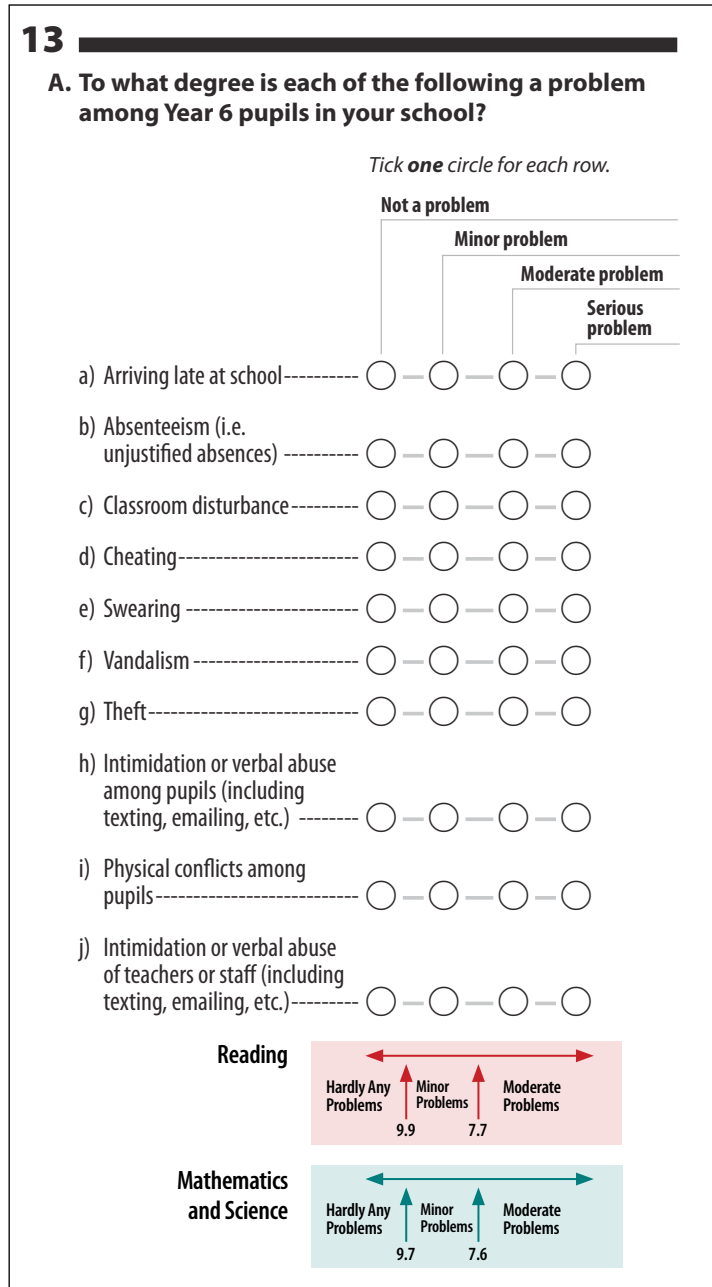 13
A. To what degree is each of the following a problem
among Year 6 pupils in your school?
Tick one circle for each row.
Not a problem
Minor problem
Moderate problem
Serious
problem
a) Arriving late at school----------
b) Absenteeism (i.e.
unjustified absences) ----------
c) Classroom disturbance---------
d) Cheating------------------------
e) Swearing -----------------------
f) Vandalism ----------------------
g) Theft----------------------------
h) Intimidation or verbal abuse
among pupils (including
texting, emailing, etc.) --------
i) Physical conflicts among
pupils---------------------------
j) Intimidation or verbal abuse
of teachers or staff (including
texting, emailing, etc.)---------
Reading
Hardly Any Minor Moderate
Problems Problems Problems
9.9 7.7
Mathematics
and Science
Hardly Any Minor Moderate
Problems Problems Problems
9.7 7.6